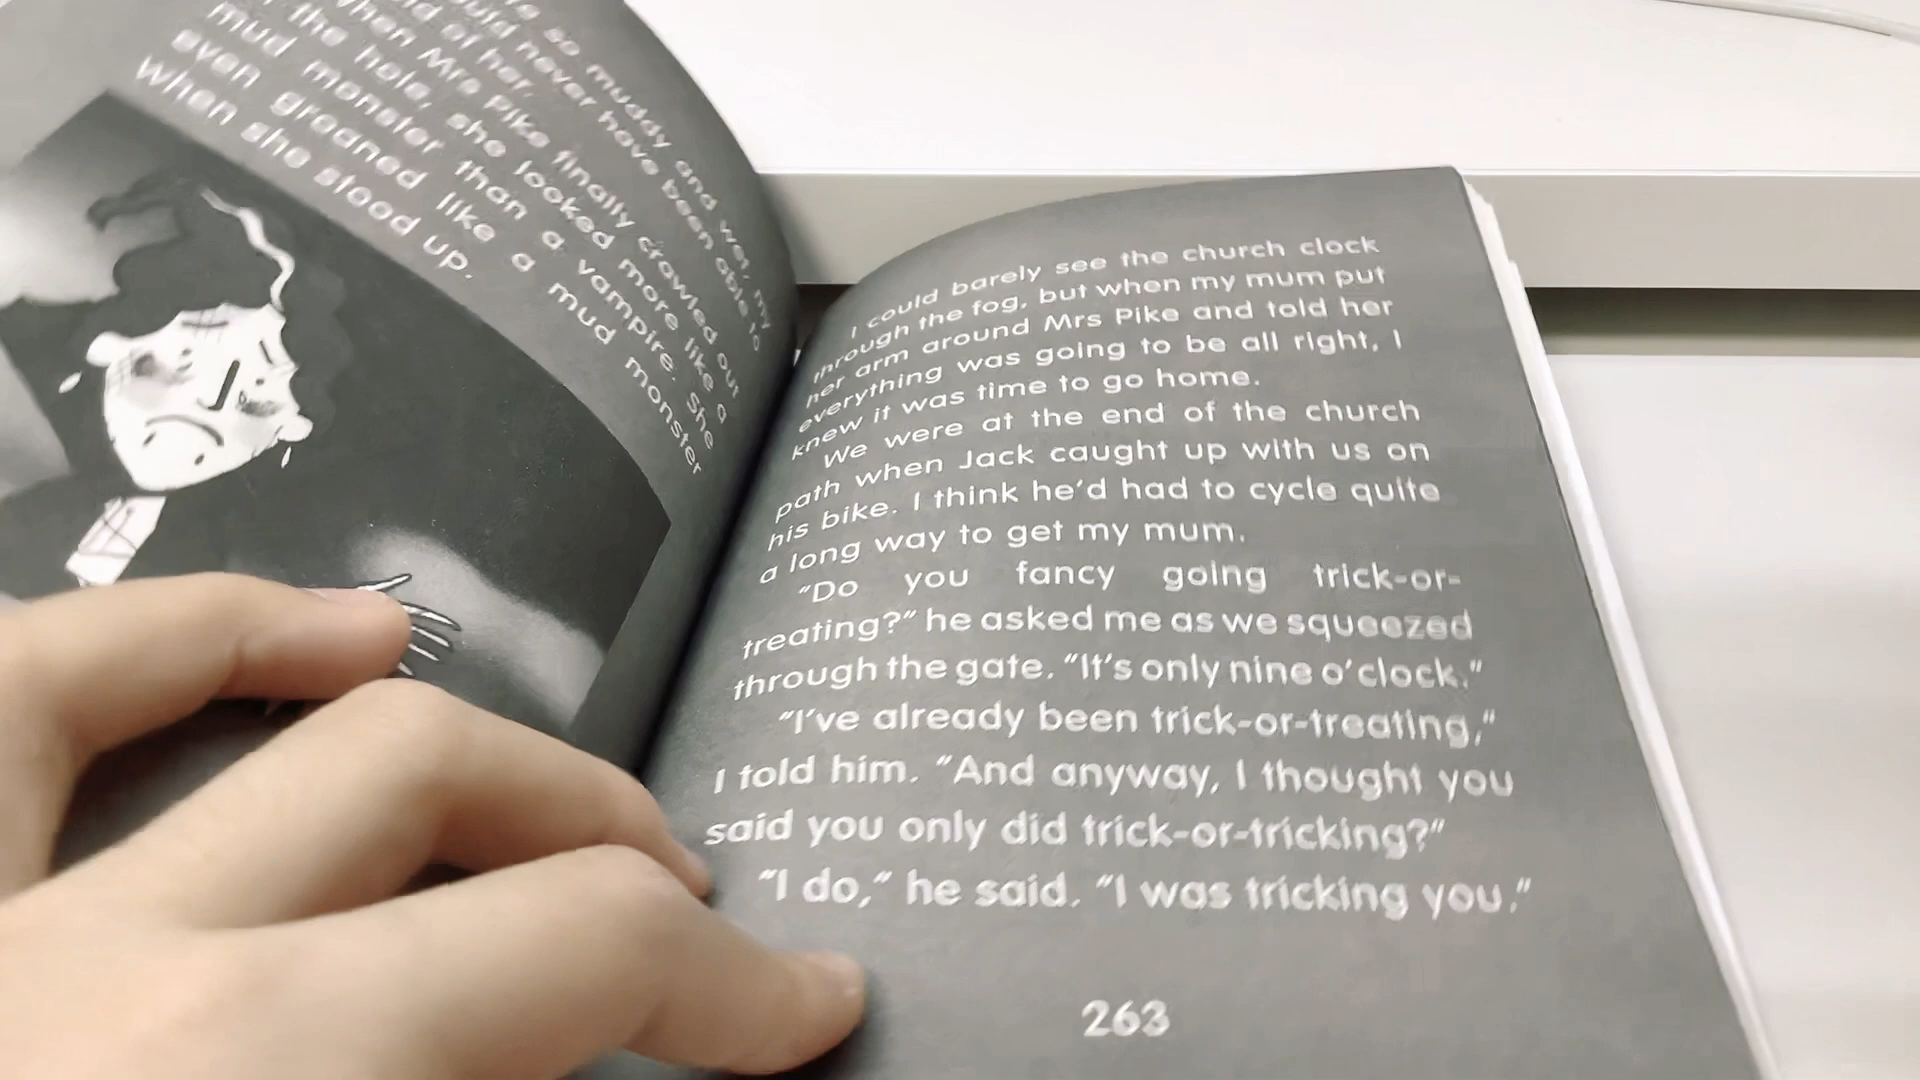 so muddy and wet, my
never have been able to
of her.
When Mrs Pike finally crawled out
the hole, she looked more like a
mud monster than a vampire. She
even groaned like a mud monster
when she stood up.
I could barely see the church clock
through the fog, but when my mum put
her arm around Mrs Pike and told her
everything was going to be all right, I
knew it was time to go home.
We were at the end of the church
path when Jack caught up with us on
his bike. I think he'd had to cycle quite
a long way to get my mum.
"Do you fancy going trick-or-
treating?" he asked me as we squeezed
through the gate. "It's only nine o'clock."
"I've already been trick-or-treating,"
I told him. "And anyway, I thought you
said you only did trick-or-tricking?"
"I do," he said. "I was tricking you."
263